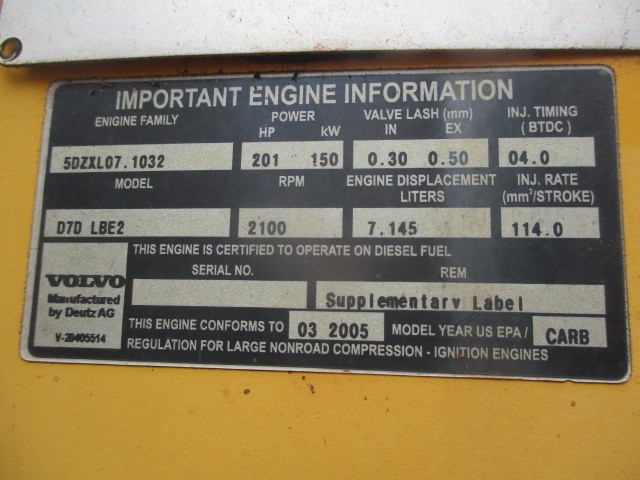 IMPORTANT ENGINE INFORMATION
ENGINE FAMILY POWER VALVE LASH (mm) INJ. TIMING
HP kW IN EX (BTDC)
5DZXL07.1032 201 150 0.30 0.50 04.0
MODEL RPM ENGINE DISPLACEMENT INJ. RATE
LITERS (mm³/STROKE)
D7D LBE2 2100 7.145 114.0
THIS ENGINE IS CERTIFIED TO OPERATE ON DIESEL FUEL
SERIAL NO. REM
VOLVO
Manufactured
by Deutz AG
V-28405514
Supplementary Label
THIS ENGINE CONFORMS TO 03 2005 MODEL YEAR US EPA / CARB
REGULATION FOR LARGE NONROAD COMPRESSION - IGNITION ENGINES